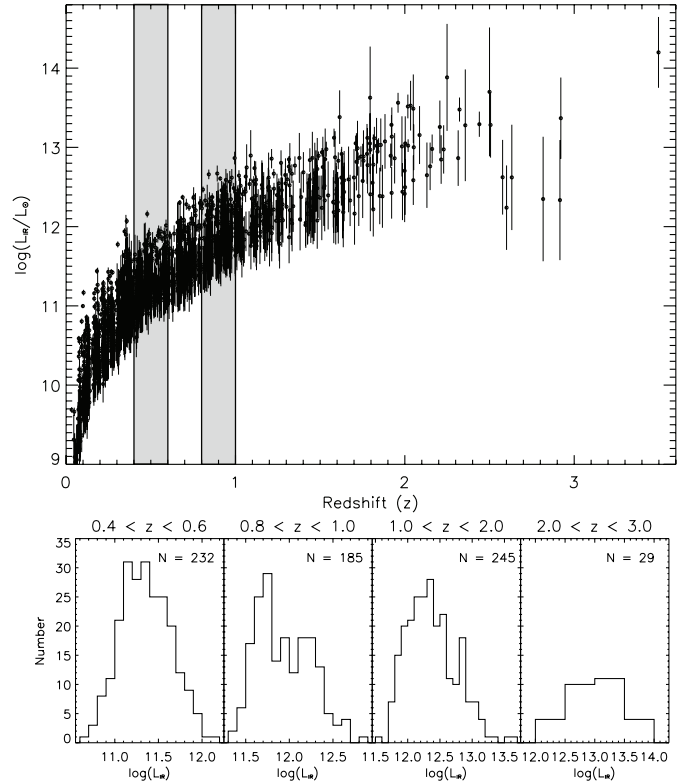 14
13
12
11
10
9
log(L_IR/L_⊙)
0 1 2 3
Redshift (z)
0.4 < z < 0.6 0.8 < z < 1.0 1.0 < z < 2.0 2.0 < z < 3.0
N = 232 N = 185 N = 245 N = 29
35
30
25
20
15
10
5
0
Number
11.0 11.5 12.0 11.5 12.0 12.5 11.5 12.0 12.5 13.0 13.5 12.0 12.5 13.0 13.5 14.0
log(L_IR) log(L_IR) log(L_IR) log(L_IR)